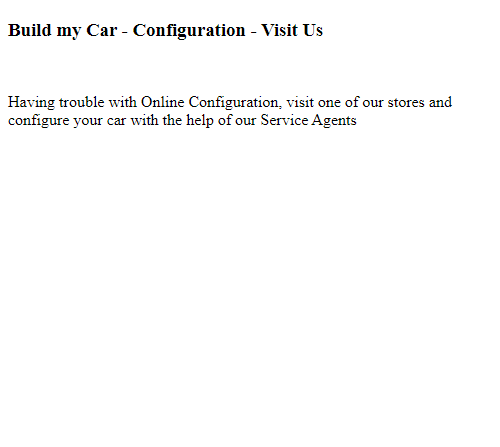 Build my Car - Configuration - Visit Us
Having trouble with Online Configuration, visit one of our stores and
configure your car with the help of our Service Agents